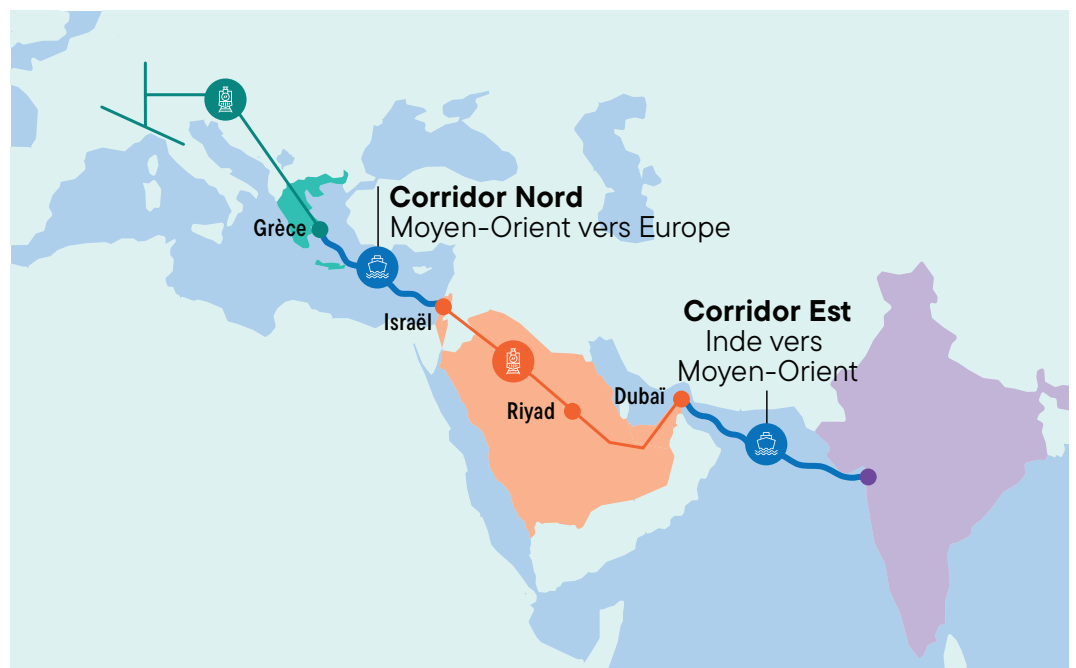 Corridor Nord
Moyen-Orient vers Europe
Grèce
Israël
Corridor Est
Inde vers
Moyen-Orient
Dubaï
Riyad